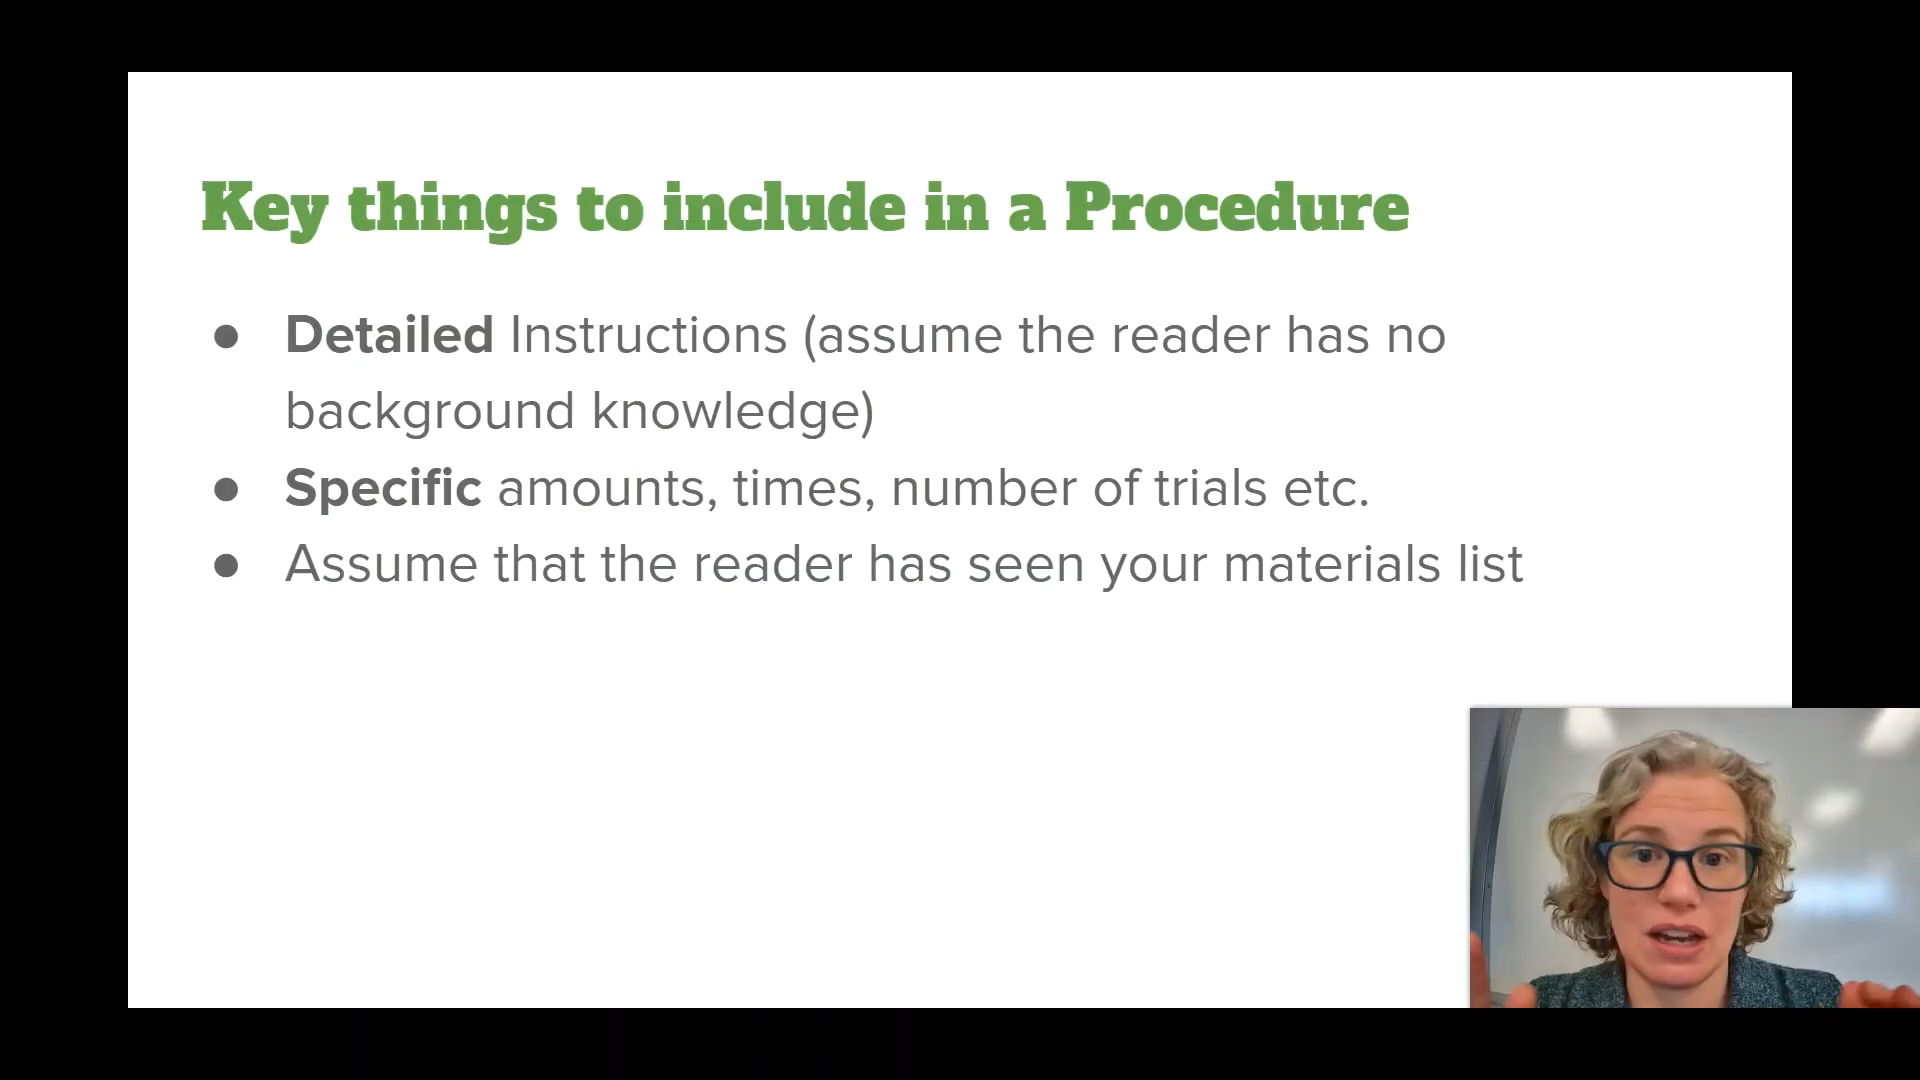 Key things to include in a Procedure
● Detailed Instructions (assume the reader has no
background knowledge)
● Specific amounts, times, number of trials etc.
● Assume that the reader has seen your materials list